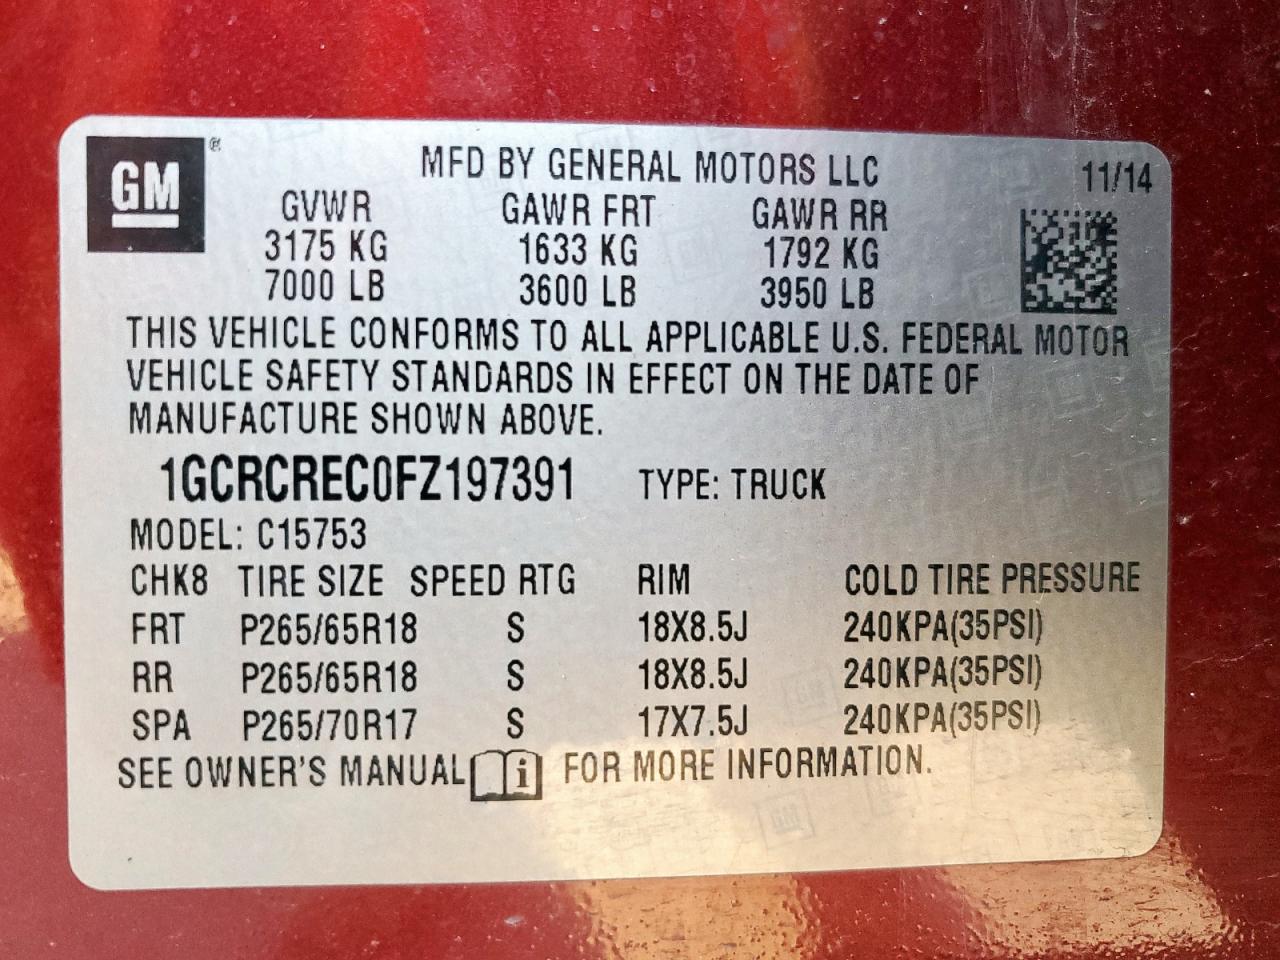 GM®
MFD BY GENERAL MOTORS LLC 11/14
GVWR GAWR FRT GAWR RR
3175 KG 1633 KG 1792 KG
7000 LB 3600 LB 3950 LB
THIS VEHICLE CONFORMS TO ALL APPLICABLE U.S. FEDERAL MOTOR
VEHICLE SAFETY STANDARDS IN EFFECT ON THE DATE OF
MANUFACTURE SHOWN ABOVE.
1GCRCREC0FZ197391 TYPE: TRUCK
MODEL: C15753
CHK8 TIRE SIZE SPEED RTG RIM COLD TIRE PRESSURE
FRT P265/65R18 S 18X8.5J 240KPA(35PSI)
RR P265/65R18 S 18X8.5J 240KPA(35PSI)
SPA P265/70R17 S 17X7.5J 240KPA(35PSI)
SEE OWNER'S MANUAL i FOR MORE INFORMATION.